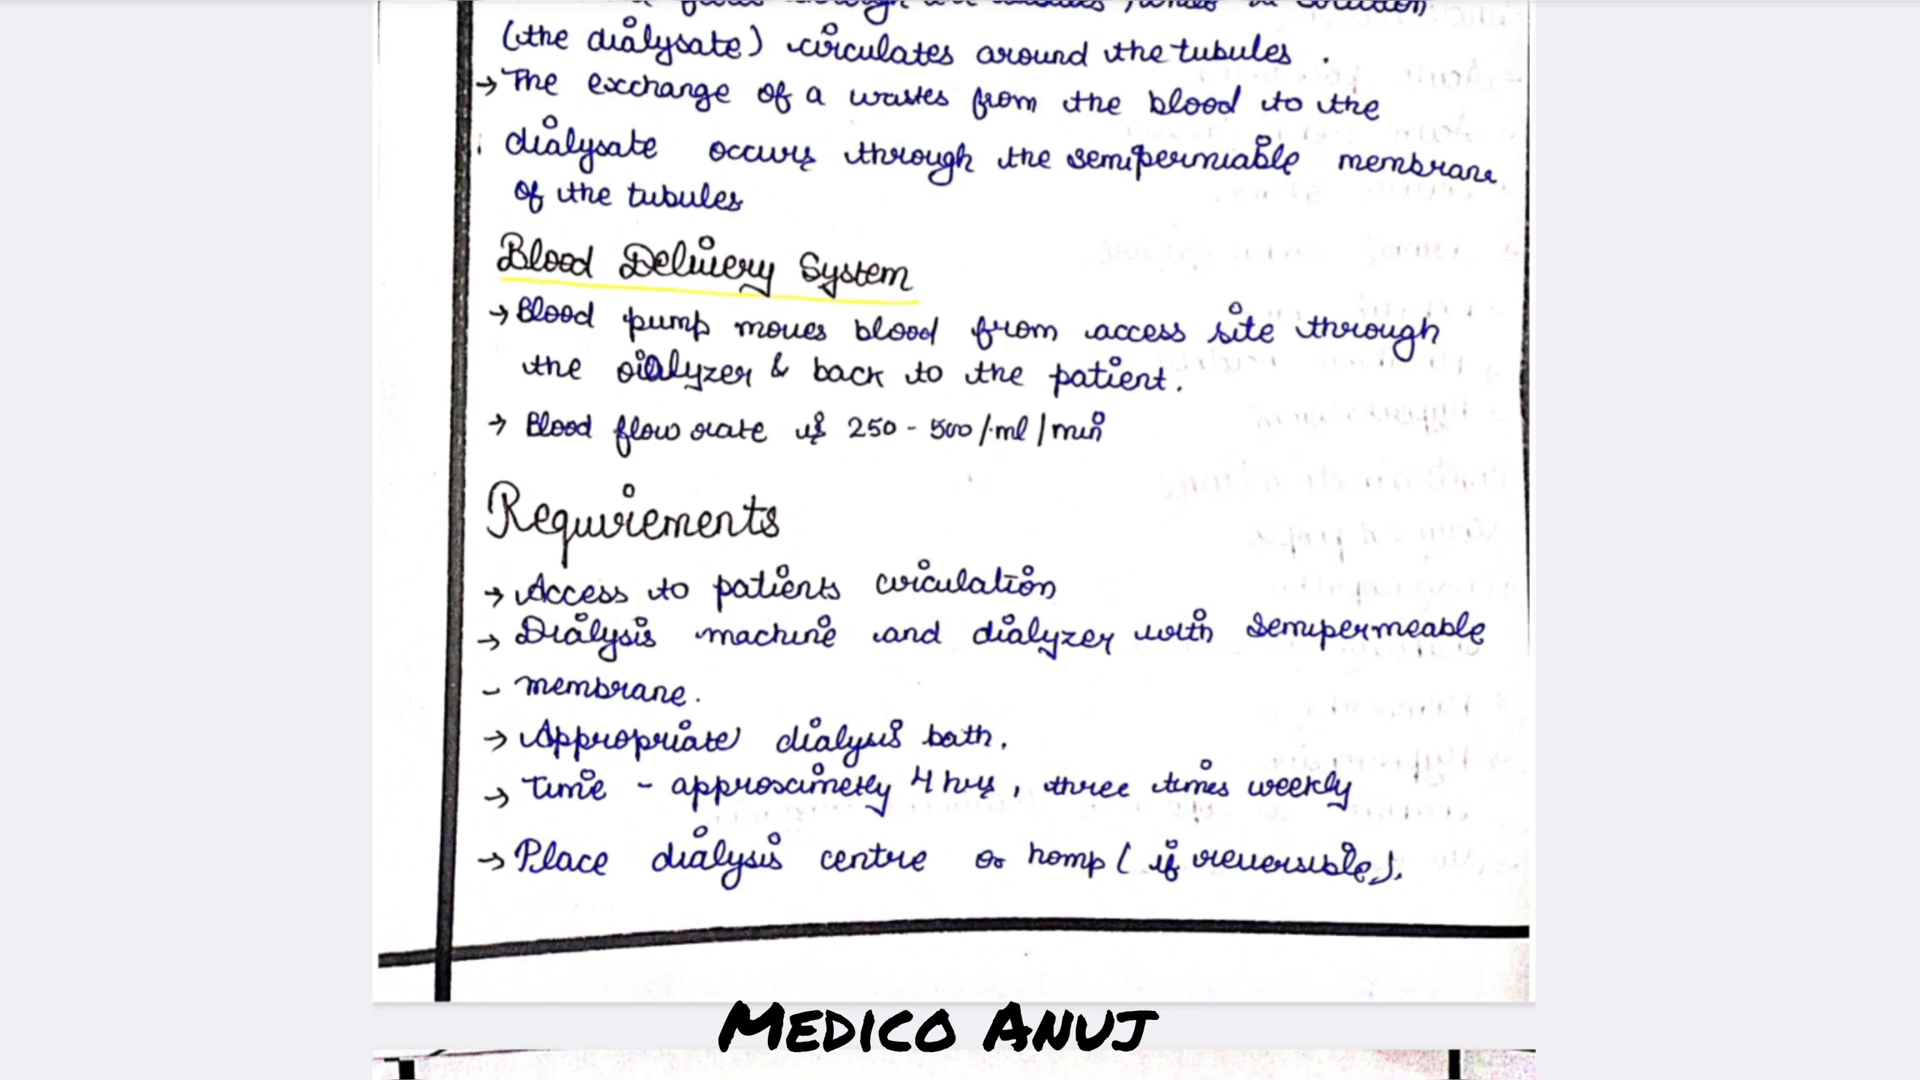 (the dialysate) circulates around the tubules .
→ The exchange of a wastes from the blood to the
dialysate occurs through the semipermiable membrane
of the tubules
Blood Delivery System
→ Blood pump moves blood from access site through
the dialyzer & back to the patient.
→ Blood flow rate is 250 - 500/ml/min
Requirements
→ Access to patients circulation
→ Dialysis machine and dialyzer with semipermeable
- membrane.
→ Appropriate dialysis bath.
→ Time - approximetly 4 hrs, three times weekly
→ Place dialysis centre or home ( if reversible).
MEDICO ANUJ